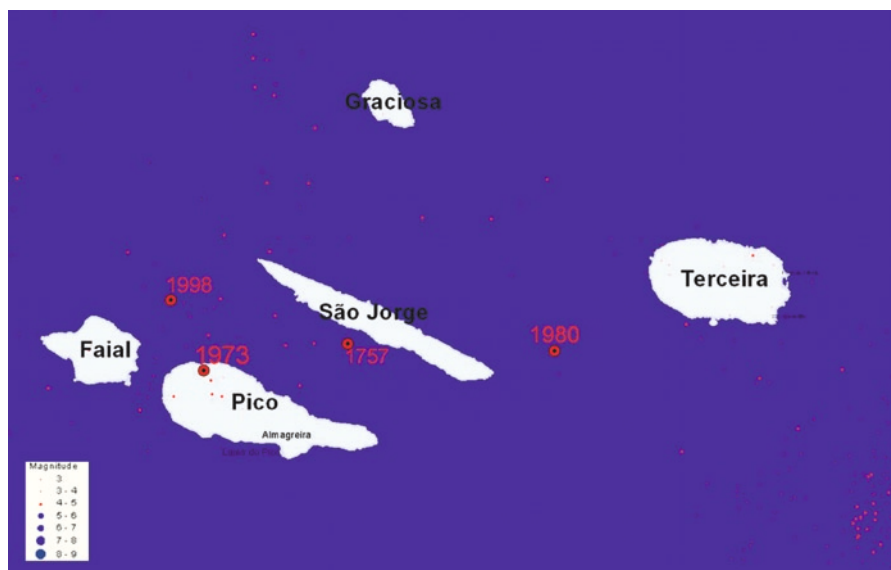 Graciosa
Terceira
1998
São Jorge
1980
Faial
1973
1757
Pico
Almagreira
Magnitude
3
3 - 4
4 - 5
5 - 6
6 - 7
7 - 8
8 - 9